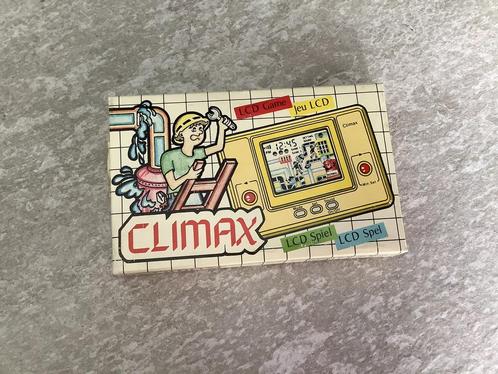 LCD Game
Jeu LCD
Climax
12:45
CLIMAX
LCD Spiel
LCD Spel